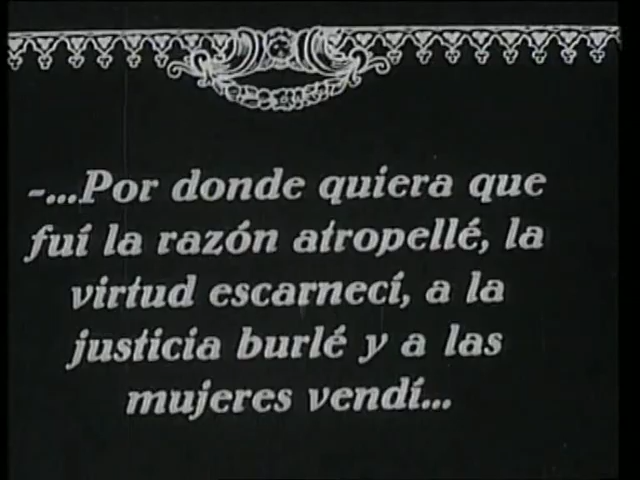 -...Por donde quiera que
fuí la razón atropellé, la
virtud escarnecí, a la
justicia burlé y a las
mujeres vendí...